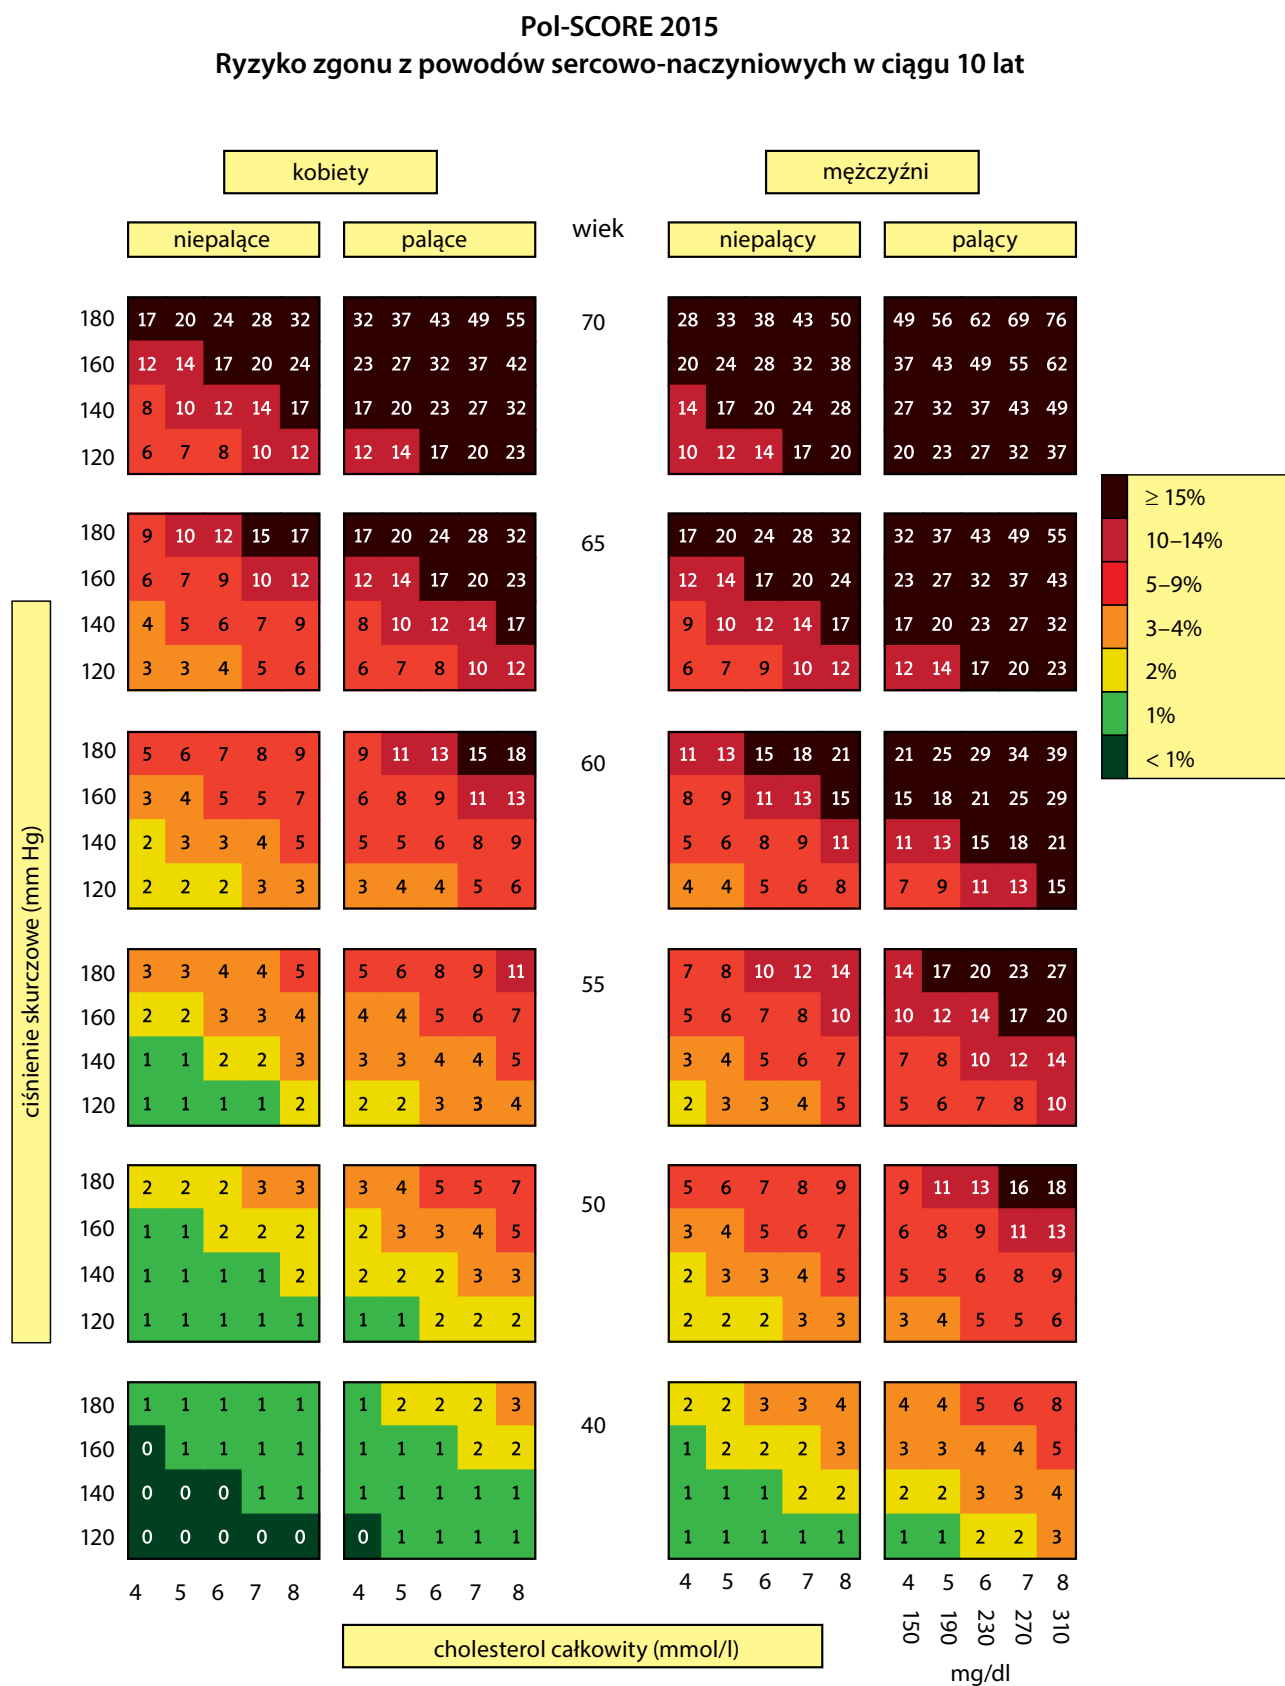 Pol-SCORE 2015
Ryzyko zgonu z powodów sercowo-naczyniowych w ciągu 10 lat
kobiety mężczyźni
niepalące palące wiek niepalący palący
180 17 20 24 28 32 32 37 43 49 55 70 28 33 38 43 50 49 56 62 69 76
160 12 14 17 20 24 23 27 32 37 42 20 24 28 32 38 37 43 49 55 62
140 8 10 12 14 17 17 20 23 27 32 14 17 20 24 28 27 32 37 43 49
120 6 7 8 10 12 12 14 17 20 23 10 12 14 17 20 20 23 27 32 37
180 9 10 12 15 17 17 20 24 28 32 65 17 20 24 28 32 32 37 43 49 55
160 6 7 9 10 12 12 14 17 20 23 12 14 17 20 24 23 27 32 37 43
140 4 5 6 7 9 8 10 12 14 17 9 10 12 14 17 17 20 23 27 32
120 3 3 4 5 6 6 7 8 10 12 6 7 9 10 12 12 14 17 20 23
180 5 6 7 8 9 9 11 13 15 18 60 11 13 15 18 21 21 25 29 34 39
160 3 4 5 5 7 6 8 9 11 13 8 9 11 13 15 15 18 21 25 29
140 2 3 3 4 5 5 5 6 8 9 5 6 8 9 11 11 13 15 18 21
120 2 2 2 3 3 3 4 4 5 6 4 4 5 6 8 7 9 11 13 15
180 3 3 4 4 5 5 6 8 9 11 55 7 8 10 12 14 14 17 20 23 27
160 2 2 3 3 4 4 4 5 6 7 5 6 7 8 10 10 12 14 17 20
140 1 1 2 2 3 3 3 4 4 5 3 4 5 6 7 7 8 10 12 14
120 1 1 1 1 2 2 2 3 3 4 2 3 3 4 5 5 6 7 8 10
180 2 2 2 3 3 3 4 5 5 7 50 5 6 7 8 9 9 11 13 16 18
160 1 1 2 2 2 2 3 3 4 5 3 4 5 6 7 6 8 9 11 13
140 1 1 1 1 2 2 2 2 3 3 2 3 3 4 5 5 5 6 8 9
120 1 1 1 1 1 1 1 2 2 2 2 2 2 3 3 3 4 5 5 6
180 1 1 1 1 1 1 2 2 2 3 40 2 2 3 3 4 4 4 5 6 8
160 0 1 1 1 1 1 1 1 2 2 1 2 2 2 3 3 3 4 4 5
140 0 0 0 1 1 1 1 1 1 1 1 1 1 2 2 2 2 3 3 4
120 0 0 0 0 0 0 1 1 1 1 1 1 1 1 1 1 1 2 2 3
4 5 6 7 8 4 5 6 7 8 4 5 6 7 8 4 5 6 7 8
150 190 230 270 310
mg/dl
cholesterol całkowity (mmol/l)
ciśnienie skurczowe (mm Hg)
≥ 15%
10–14%
5–9%
3–4%
2%
1%
< 1%